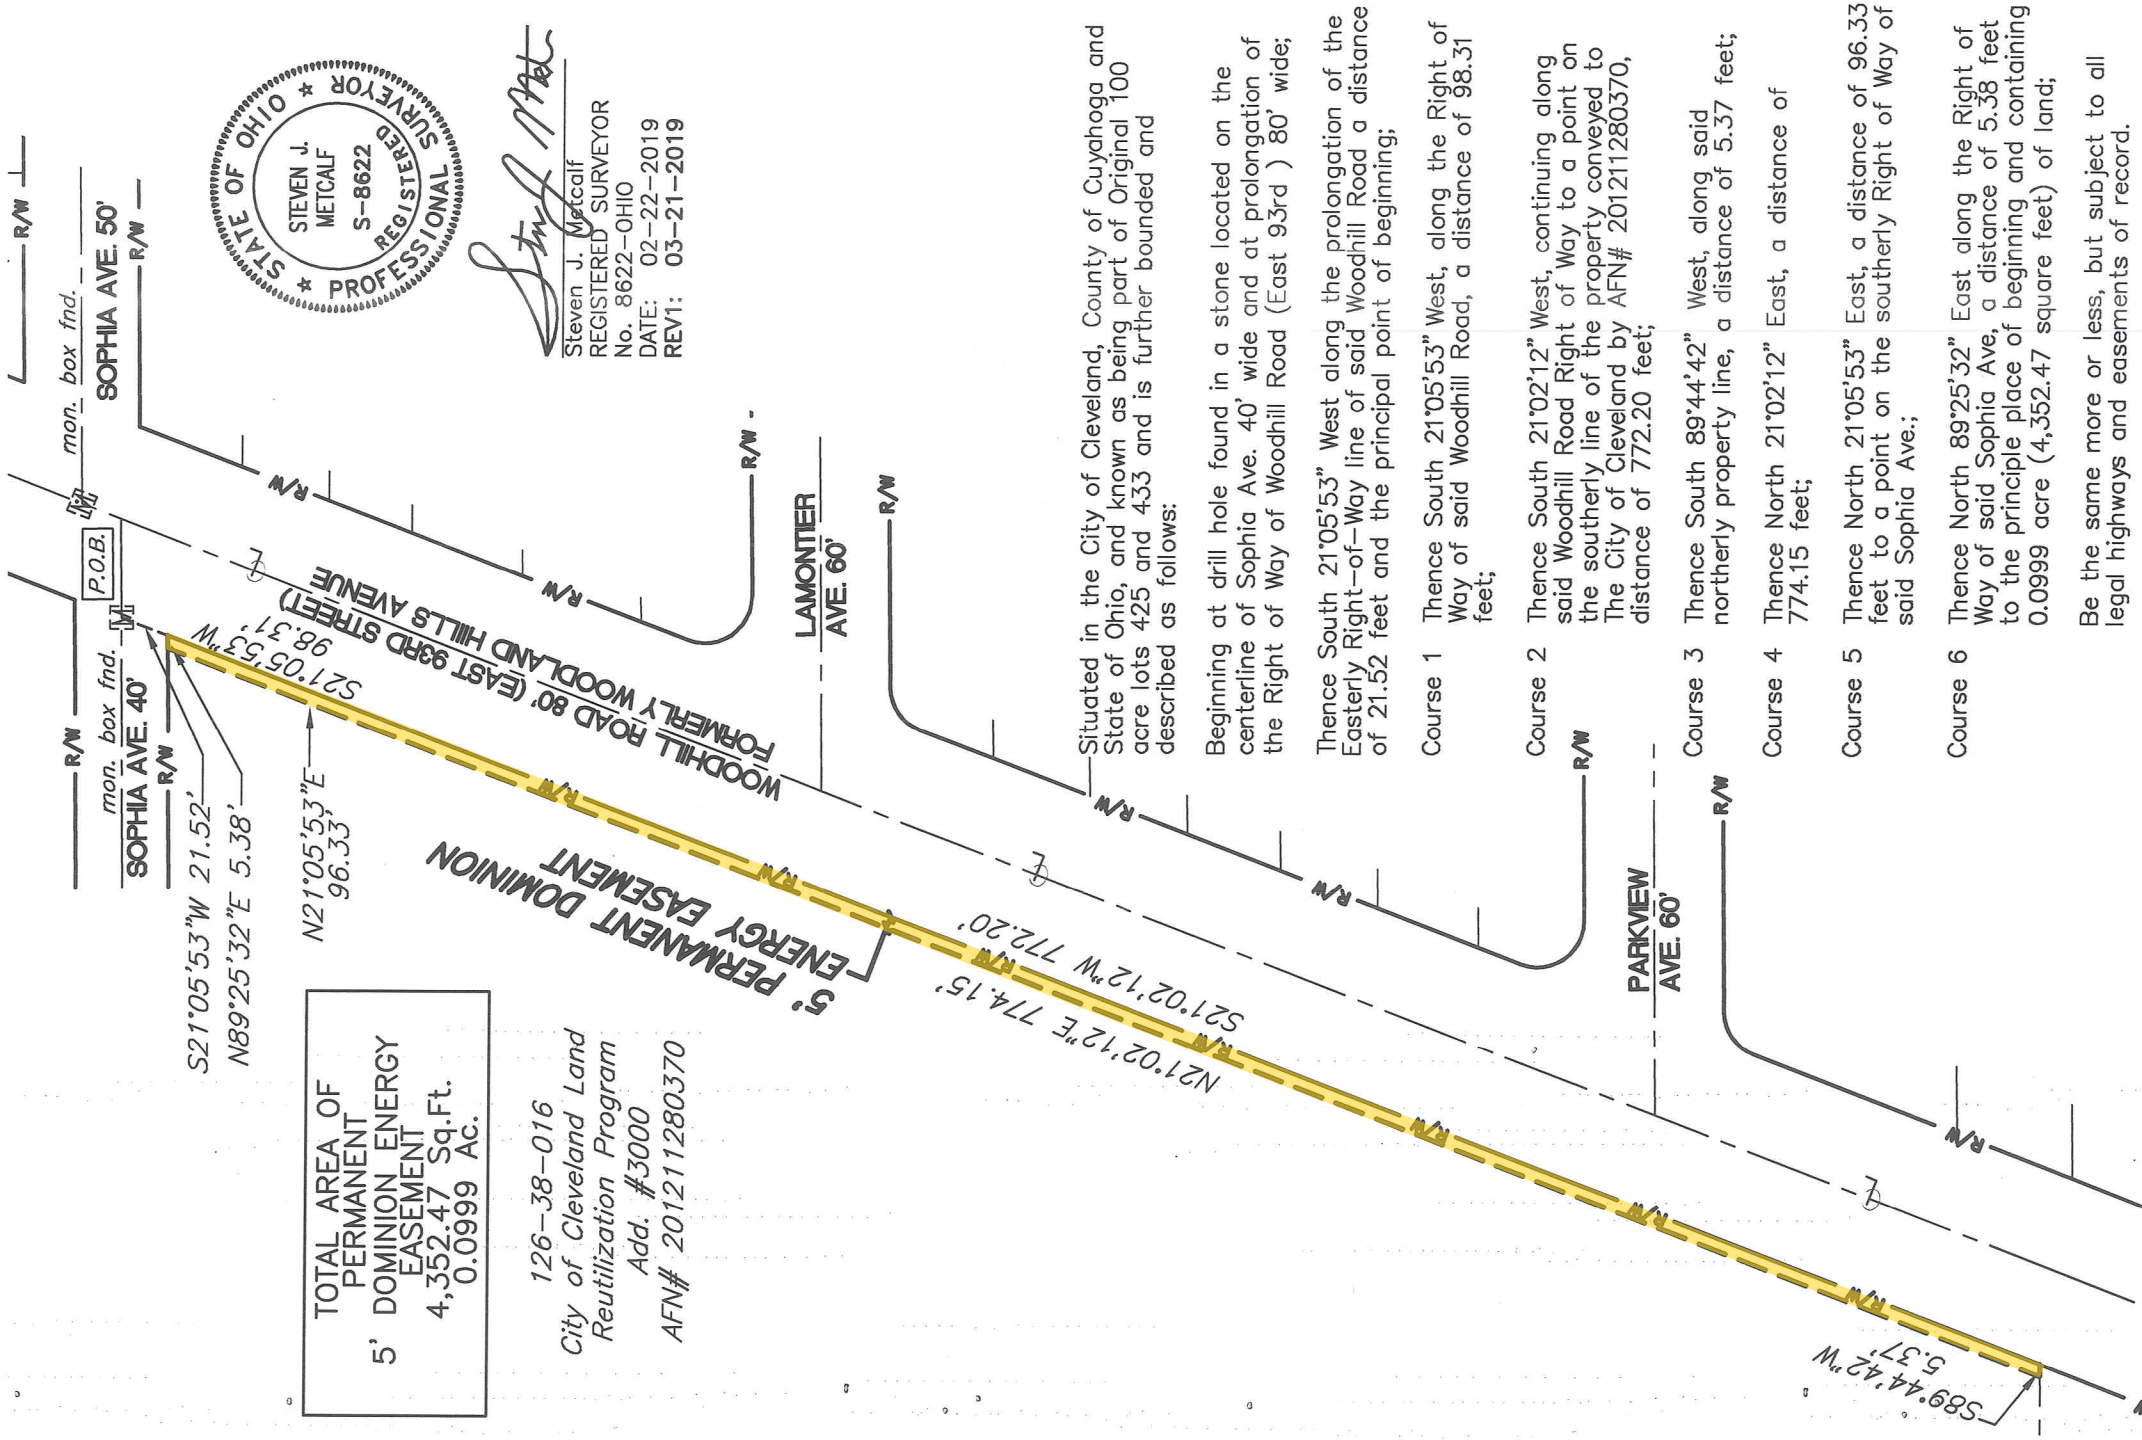 R/W
mon. box fnd.
SOPHIA AVE. 50'
R/W
P.O.B.
R/W
mon. box fnd.
SOPHIA AVE. 40'
R/W
S21°05'53"W 21.52'
N89°25'32"E 5.38'
N21°05'53"E
96.33'
S21°05'53"W
98.31'
WOODHILL ROAD 80' (EAST 93RD STREET)
FORMERLY WOODLAND HILLS AVENUE
R/W
R/W
R/W
LAMONTIER
AVE. 60'
R/W
R/W
R/W
5' PERMANENT DOMINION
ENERGY EASEMENT
R/W
S21°02'12"W 772.20'
N21°02'12"E 774.15'
R/W
R/W
R/W
R/W
PARKVIEW
AVE. 60'
R/W
R/W
R/W
R/W
R/W
R/W
S89°44'42"W
5.37'
TOTAL AREA OF
PERMANENT
5' DOMINION ENERGY
EASEMENT
4,352.47 Sq.Ft.
0.0999 Ac.
126-38-016
City of Cleveland Land
Reutilization Program
Add. #3000
AFN# 201211280370
STATE OF OHIO
STEVEN J.
METCALF
S-8622
REGISTERED
PROFESSIONAL SURVEYOR
Steven J. Metcalf
REGISTERED SURVEYOR
No. 8622-OHIO
DATE: 02-22-2019
REV1: 03-21-2019
Situated in the City of Cleveland, County of Cuyahoga and
State of Ohio, and known as being part of Original 100
acre lots 425 and 433 and is further bounded and
described as follows:
Beginning at drill hole found in a stone located on the
centerline of Sophia Ave. 40' wide and at prolongation of
the Right of Way of Woodhill Road (East 93rd ) 80' wide;
Thence South 21°05'53" West along the prolongation of the
Easterly Right-of-Way line of said Woodhill Road a distance
of 21.52 feet and the principal point of beginning;
Course 1 Thence South 21°05'53" West, along the Right of
Way of said Woodhill Road, a distance of 98.31
feet;
Course 2 Thence South 21°02'12" West, continuing along
said Woodhill Road Right of Way to a point on
the southerly line of the property conveyed to
The City of Cleveland by AFN# 201211280370,
distance of 772.20 feet;
Course 3 Thence South 89°44'42" West, along said
northerly property line, a distance of 5.37 feet;
Course 4 Thence North 21°02'12" East, a distance of
774.15 feet;
Course 5 Thence North 21°05'53" East, a distance of 96.33
feet to a point on the southerly Right of Way of
said Sophia Ave.;
Course 6 Thence North 89°25'32" East along the Right of
Way of said Sophia Ave, a distance of 5.38 feet
to the principle place of beginning and containing
0.0999 acre (4,352.47 square feet) of land;
Be the same more or less, but subject to all
legal highways and easements of record.